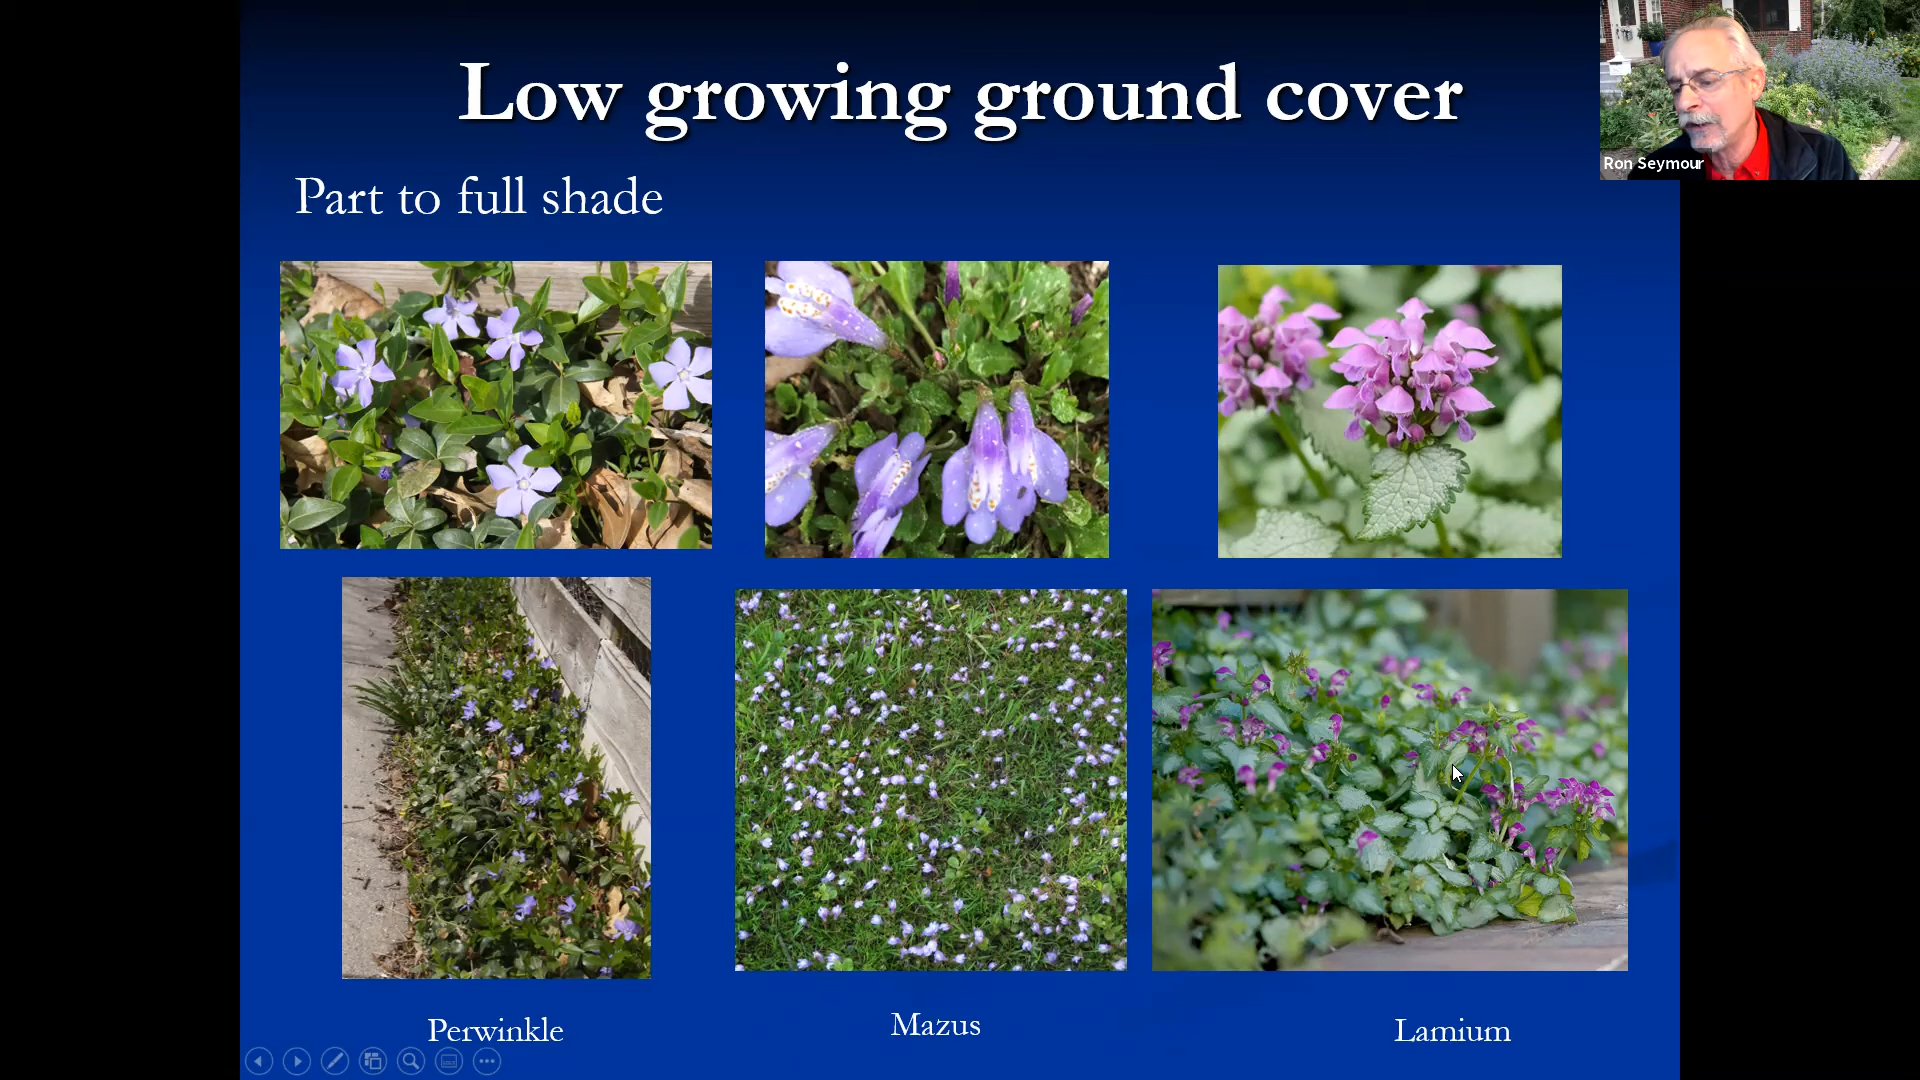 Low growing ground cover
Ron Seymour
Part to full shade
Perwinkle
Mazus
Lamium